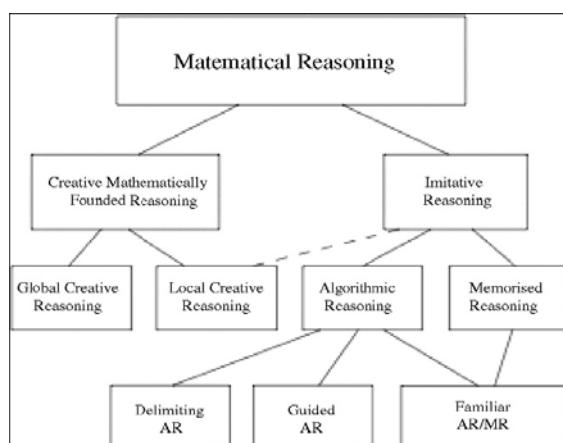 Matematical Reasoning
Creative Mathematically
Founded Reasoning
Imitative
Reasoning
Global Creative
Reasoning
Local Creative
Reasoning
Algorithmic
Reasoning
Memorised
Reasoning
Delimiting
AR
Guided
AR
Familiar
AR/MR